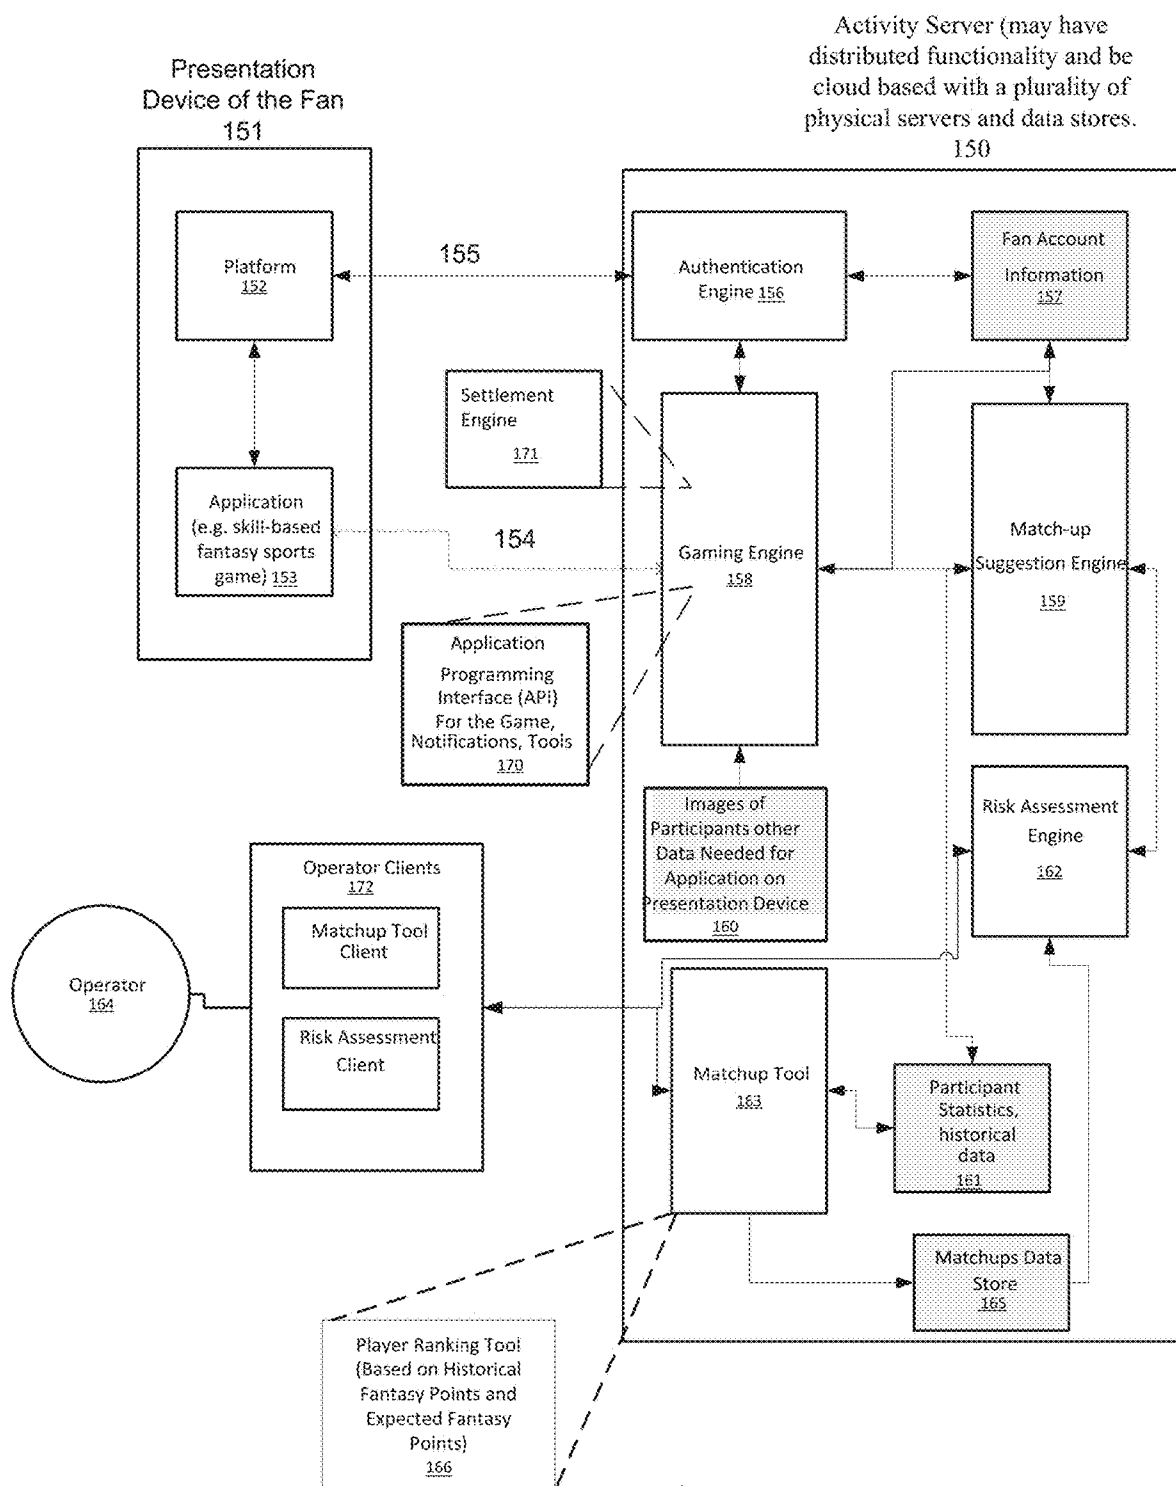 Activity Server (may have
distributed functionality and be
cloud based with a plurality of
physical servers and data stores.
150
Presentation
Device of the Fan
151
Platform
152
155
Authentication
Engine 156
Fan Account
Information
157
Settlement
Engine
171
Application
(e.g. skill-based
fantasy sports
game) 153
154
Gaming Engine
158
Match-up
Suggestion Engine
159
Application
Programming
Interface (API)
For the Game,
Notifications, Tools
170
Images of
Participants other
Data Needed for
Application on
Presentation Device
160
Risk Assessment
Engine
162
Operator Clients
172
Matchup Tool
Client
Risk Assessment
Client
Operator
164
Matchup Tool
163
Participant
Statistics,
historical
data
161
Matchups Data
Store
165
Player Ranking Tool
(Based on Historical
Fantasy Points and
Expected Fantasy
Points)
166